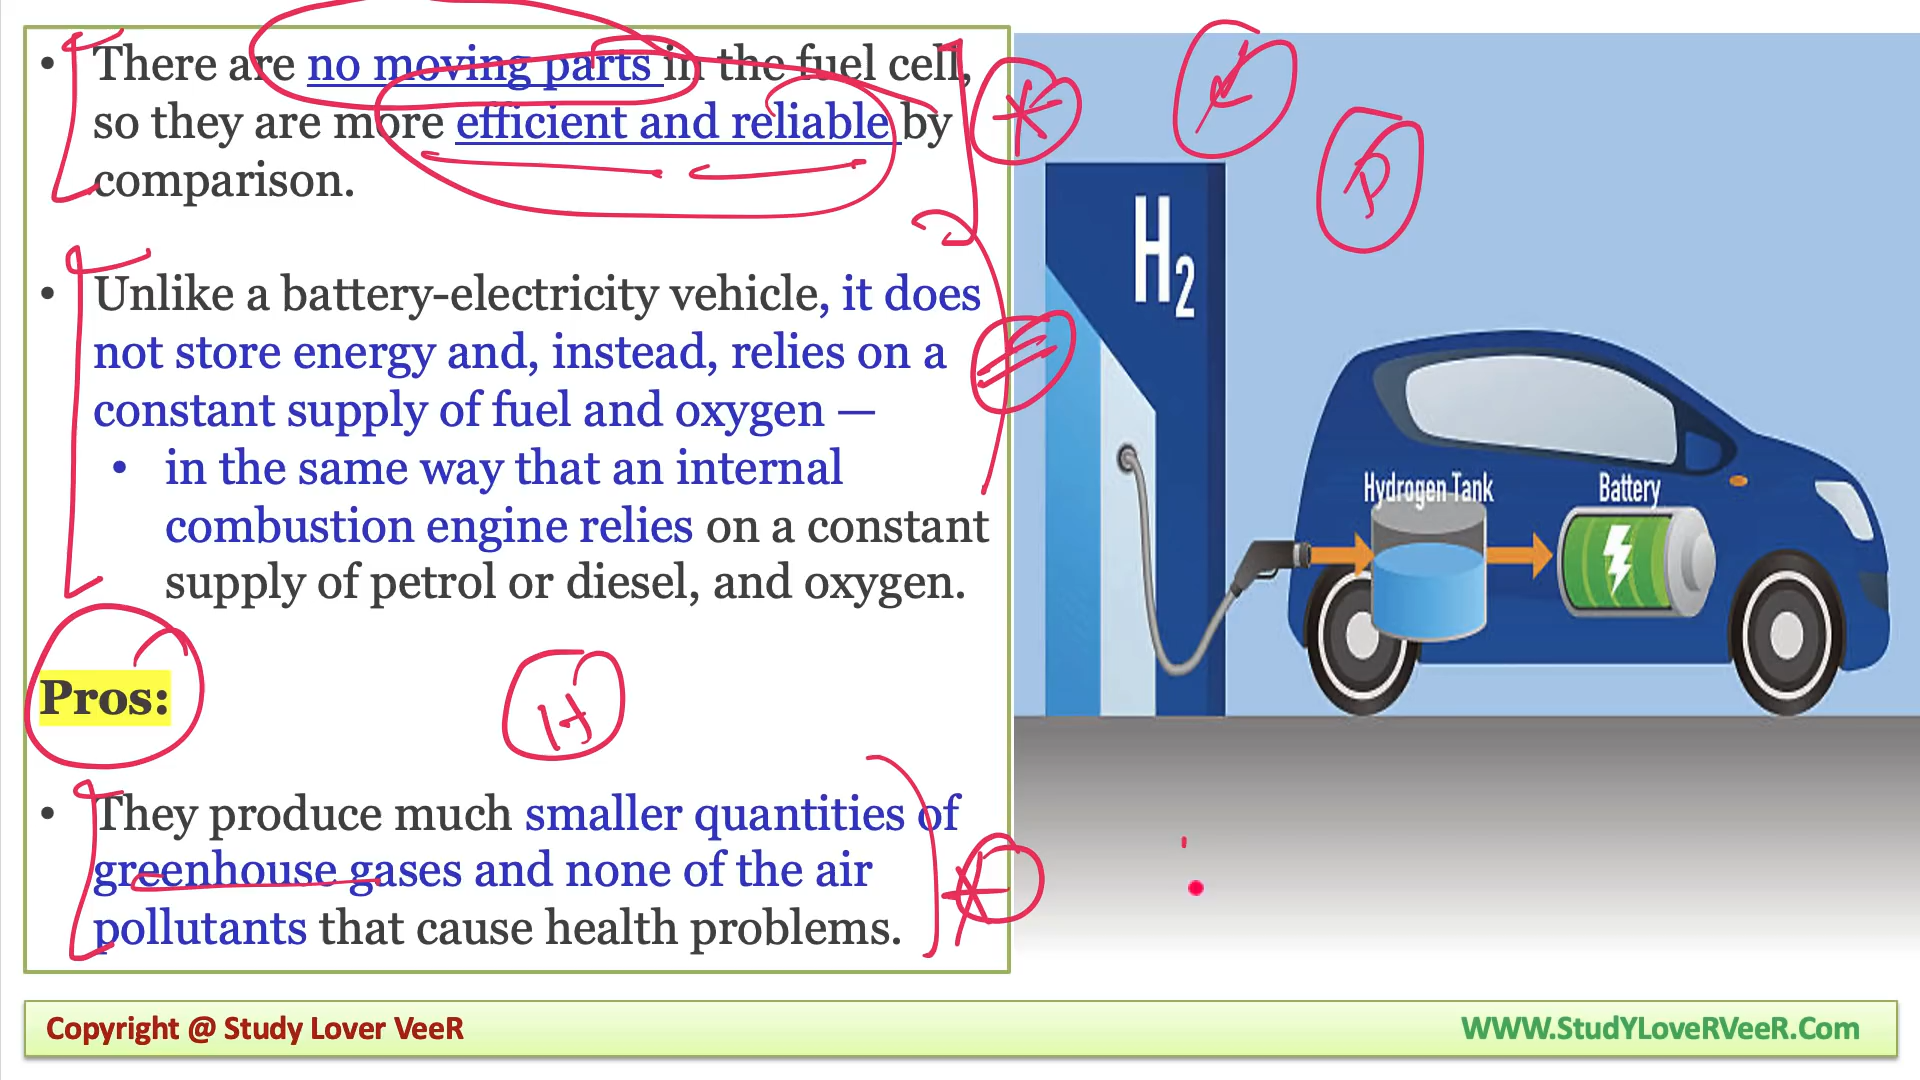 • There are no moving parts in the fuel cell,
so they are more efficient and reliable by
comparison.
• Unlike a battery-electricity vehicle, it does
not store energy and, instead, relies on a
constant supply of fuel and oxygen —
• in the same way that an internal
combustion engine relies on a constant
supply of petrol or diesel, and oxygen.
Pros:
H
• They produce much smaller quantities of
greenhouse gases and none of the air
pollutants that cause health problems.
P
H2
Hydrogen Tank
Battery
Copyright @ Study Lover VeeR
WWW.StudYLoveRVeeR.Com